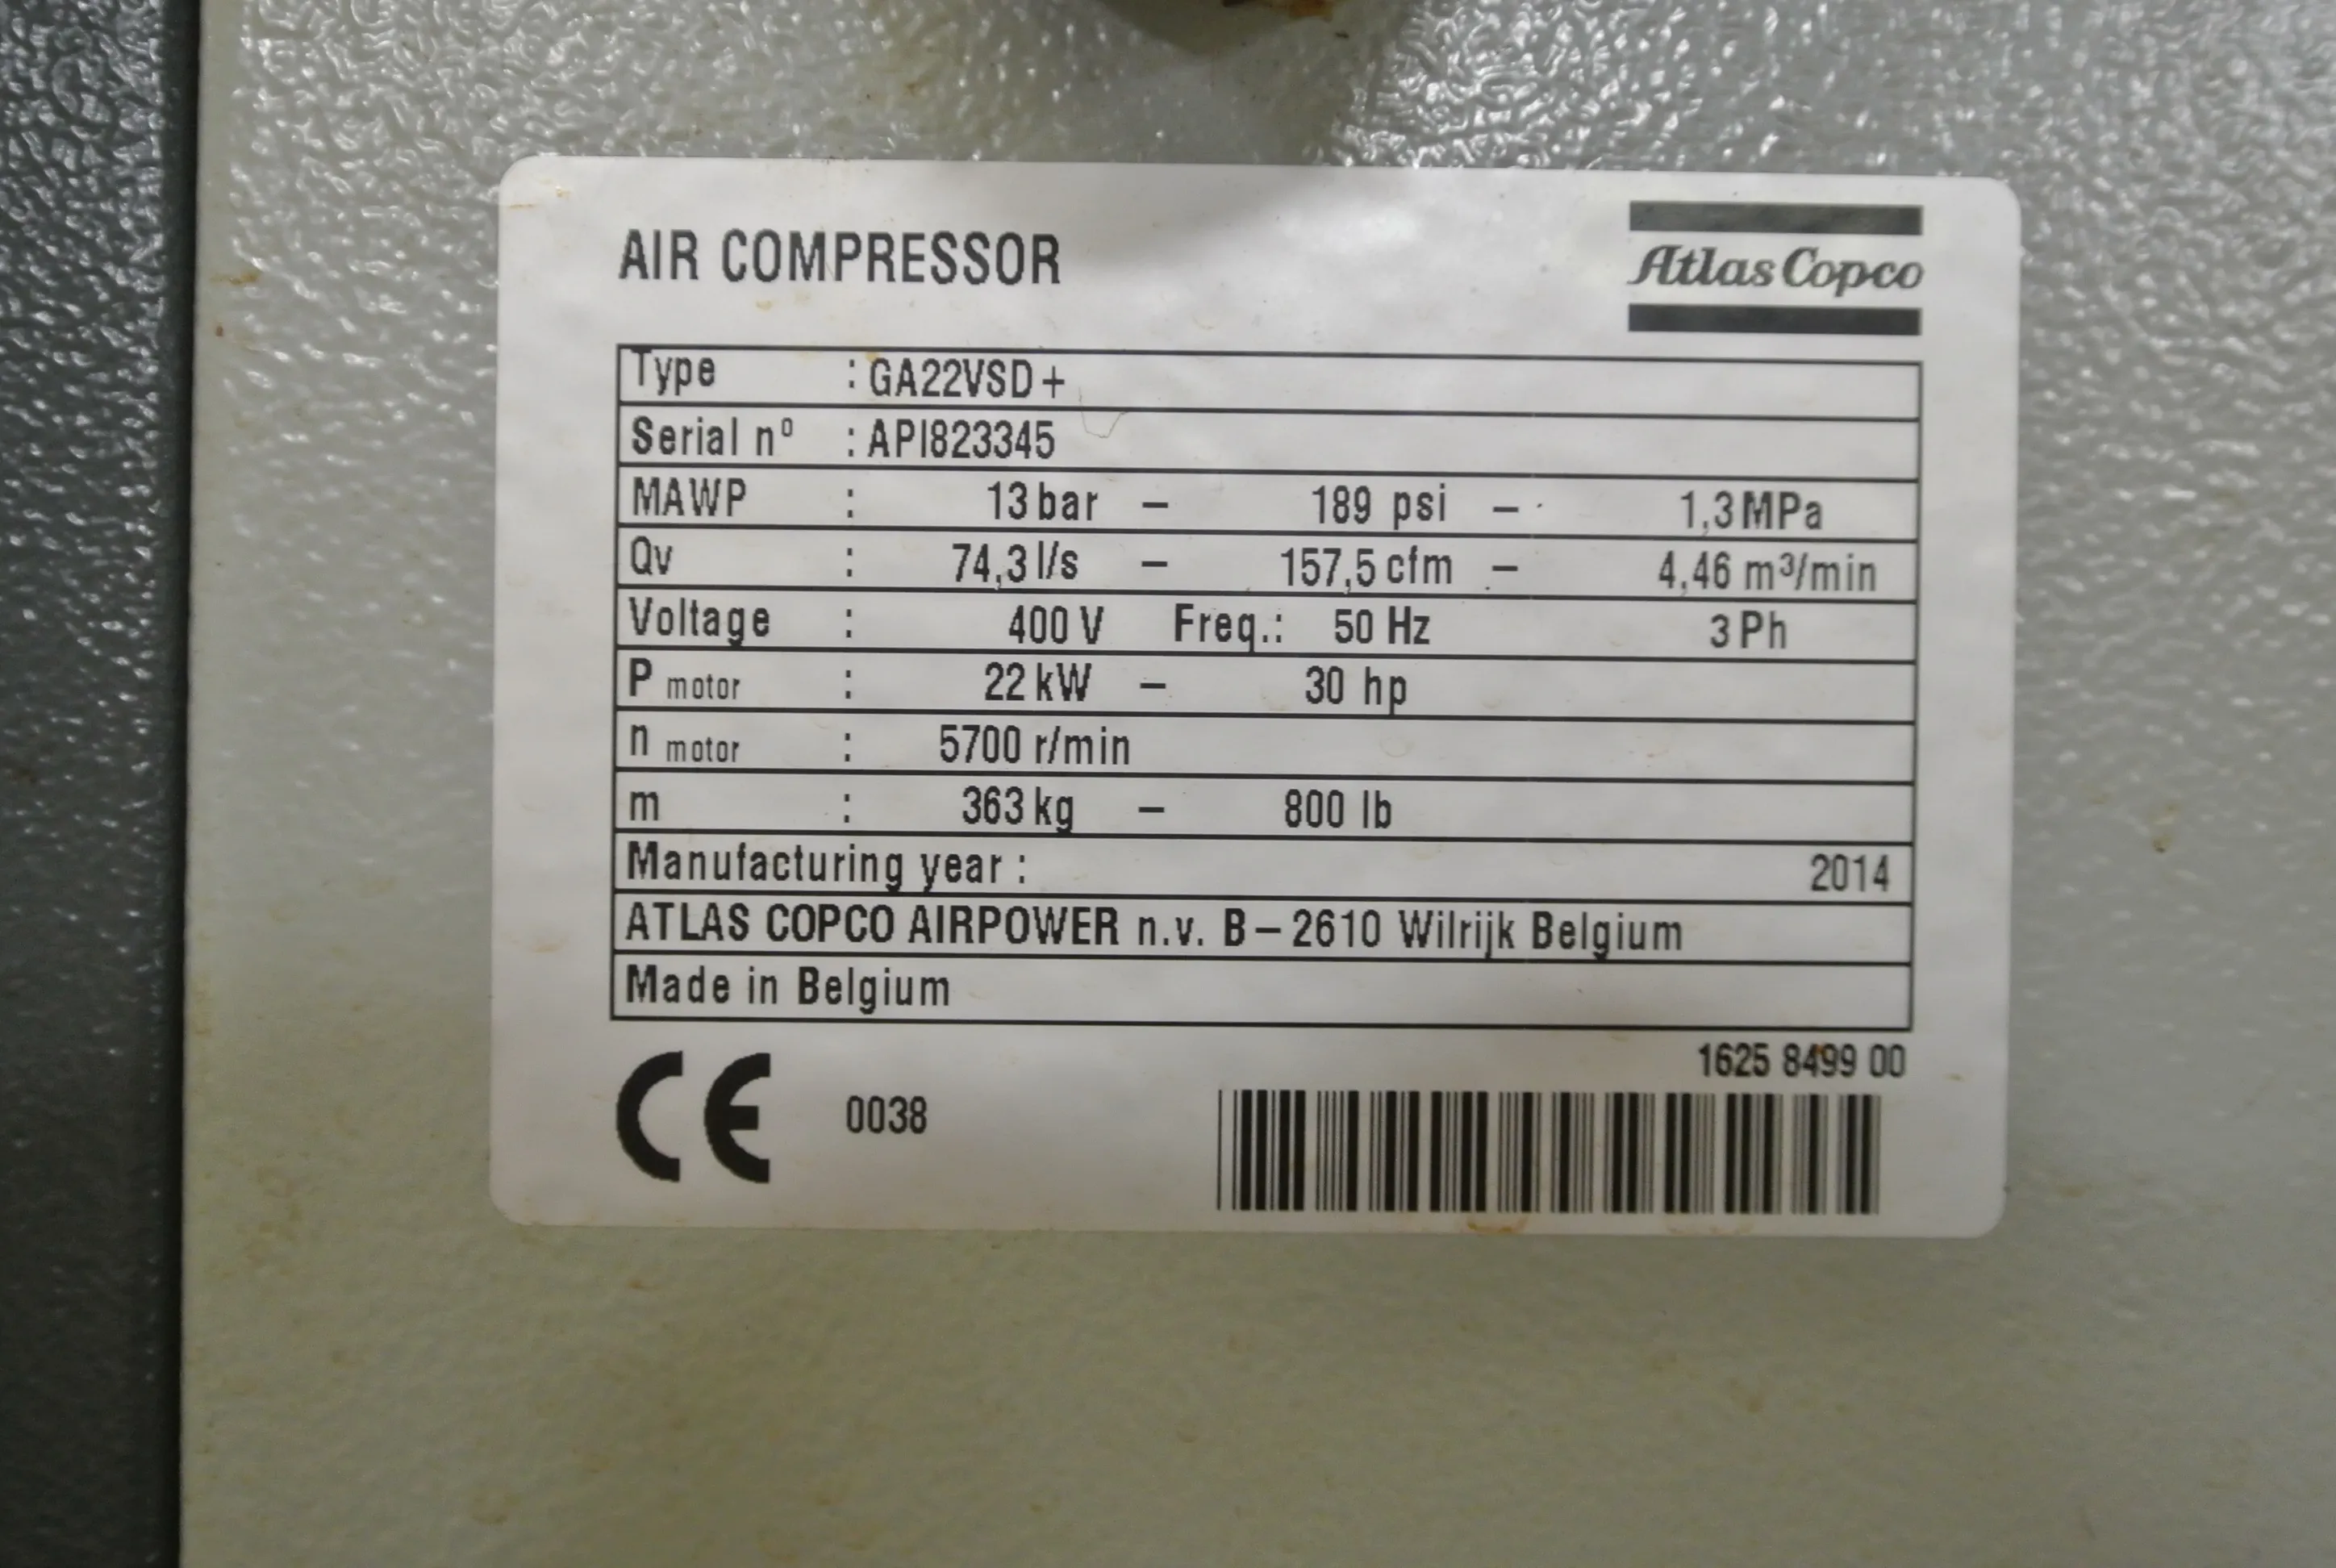 AIR COMPRESSOR
Atlas Copco
Type : GA22VSD+
Serial nº : API823345
MAWP : 13 bar – 189 psi – 1,3 MPa
Qv : 74,3 l/s – 157,5 cfm – 4,46 m³/min
Voltage : 400 V Freq.: 50 Hz 3 Ph
P motor : 22 kW – 30 hp
n motor : 5700 r/min
m : 363 kg – 800 lb
Manufacturing year : 2014
ATLAS COPCO AIRPOWER n.v. B–2610 Wilrijk Belgium
Made in Belgium
1625 8499 00
CE 0038